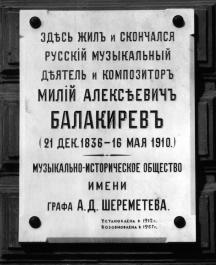 ЗДѢСЬ ЖИЛЪ И СКОНЧАЛСЯ
РУССКІЙ МУЗЫКАЛЬНЫЙ
ДѢЯТЕЛЬ И КОМПОЗИТОРЪ
МИЛІЙ АЛЕКСѢЕВИЧЪ
БАЛАКИРЕВЪ
(21 ДЕК. 1836–16 МАЯ 1910.)
МУЗЫКАЛЬНО-ИСТОРИЧЕСКОЕ ОБЩЕСТВО
ИМЕНИ
ГРАФА А.Д. ШЕРЕМЕТЕВА.
УСТАНОВЛЕНА В 1912 Г.
ВОЗОБНОВЛЕНА В 1987 Г.